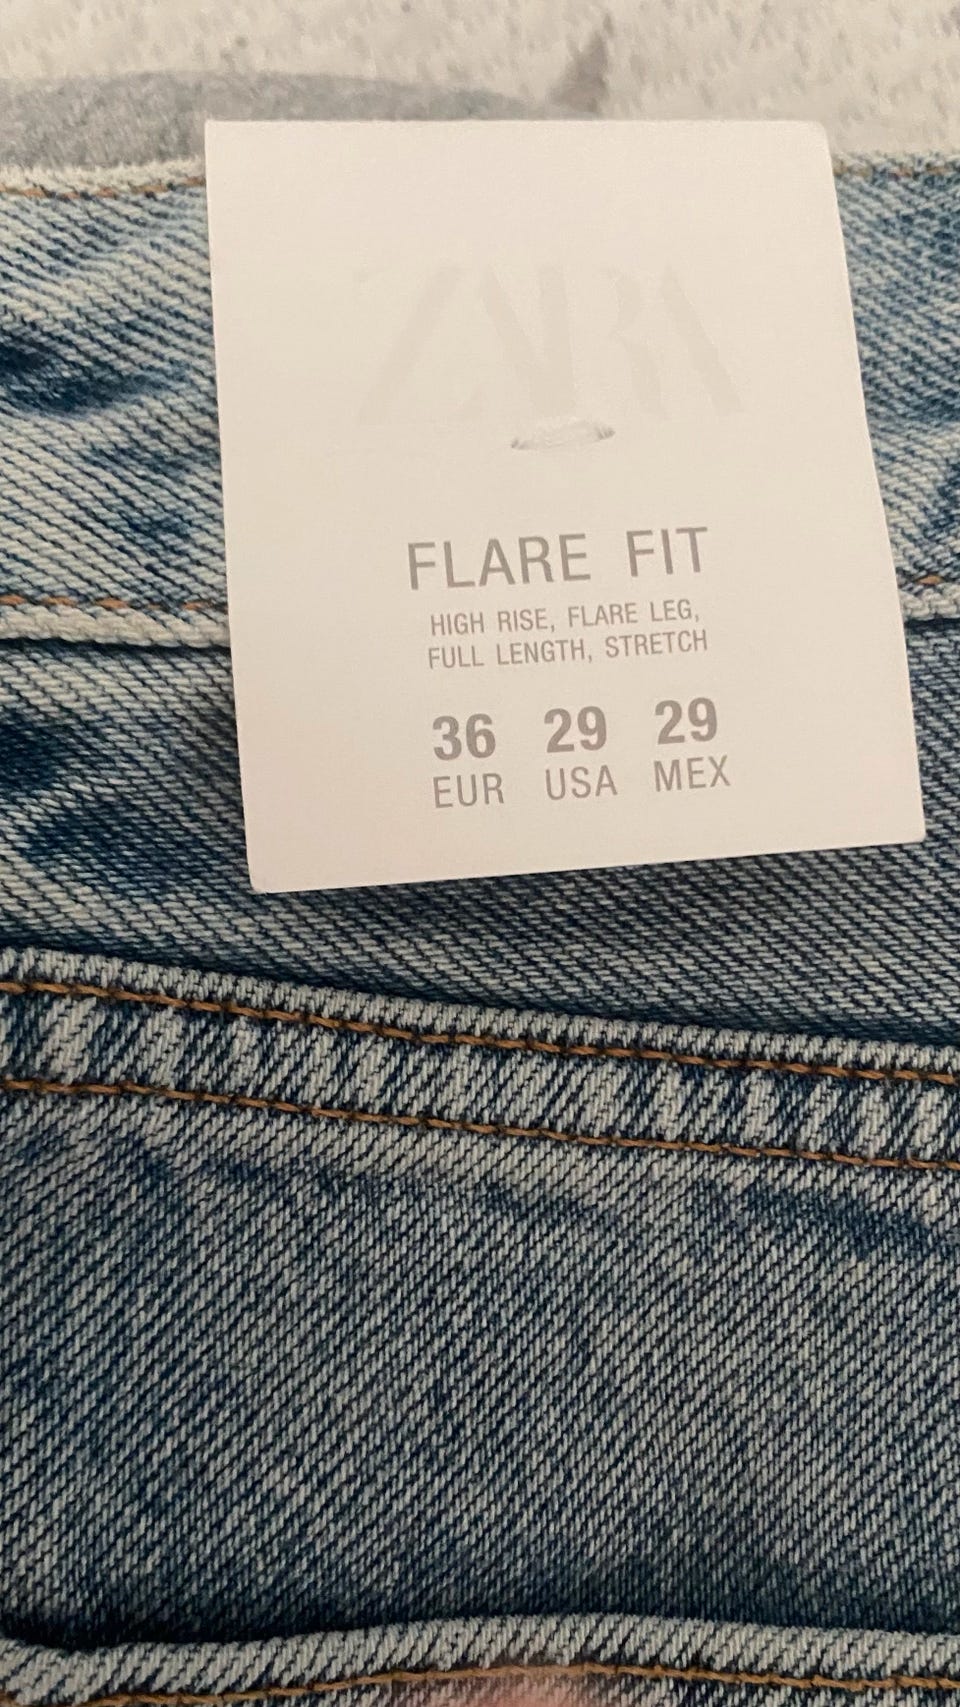 ZARA
FLARE FIT
HIGH RISE, FLARE LEG,
FULL LENGTH, STRETCH
36 29 29
EUR USA MEX